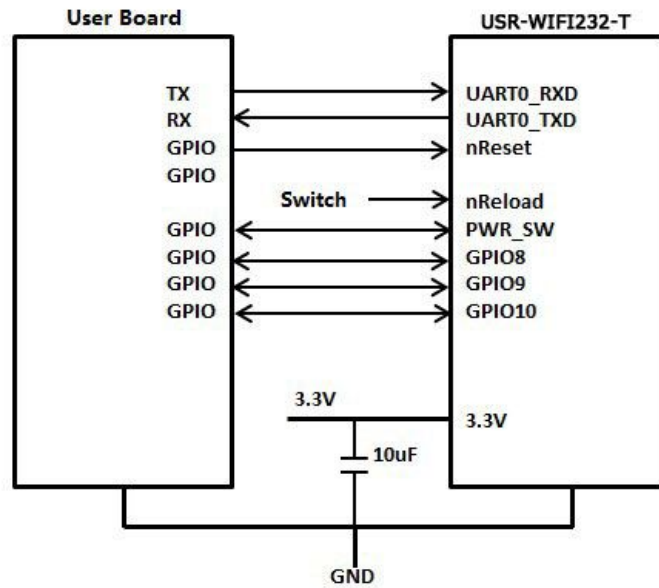 User Board
USR-WIFI232-T
TX
UART0_RXD
RX
UART0_TXD
GPIO
nReset
GPIO
Switch
nReload
GPIO
PWR_SW
GPIO
GPIO8
GPIO
GPIO9
GPIO
GPIO10
3.3V
3.3V
10uF
GND